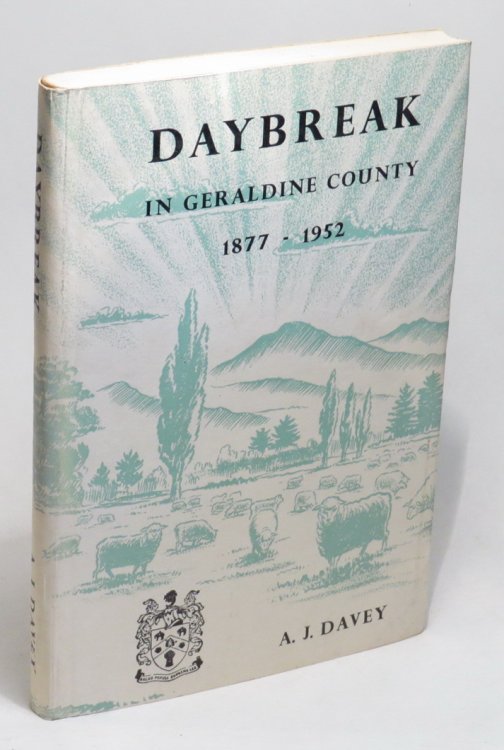 DAYBREAK
IN GERALDINE COUNTY
1877 - 1952
A. J. DAVEY
DAYBREAK
A. J. DAVEY